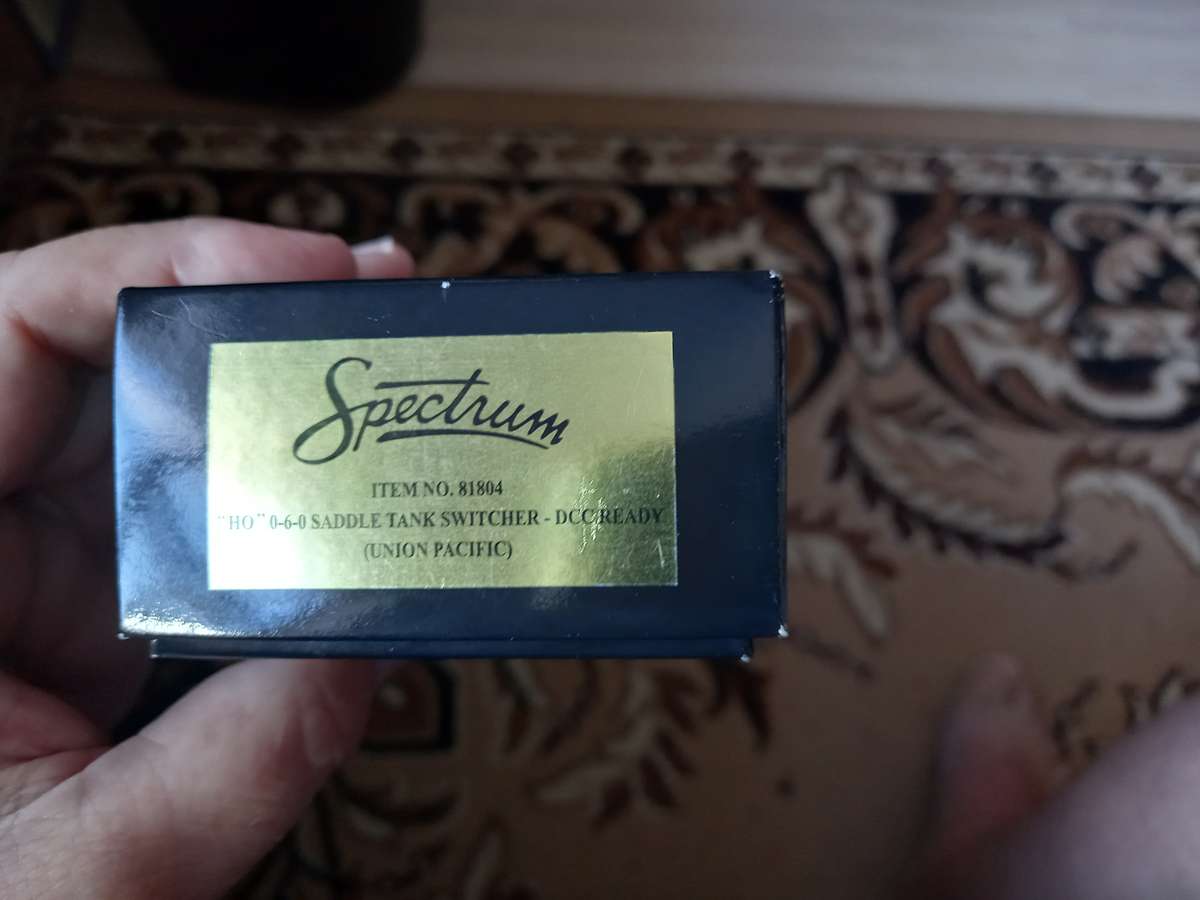 Spectrum
ITEM NO. 81804
"HO" 0-6-0 SADDLE TANK SWITCHER - DCC READY
(UNION PACIFIC)